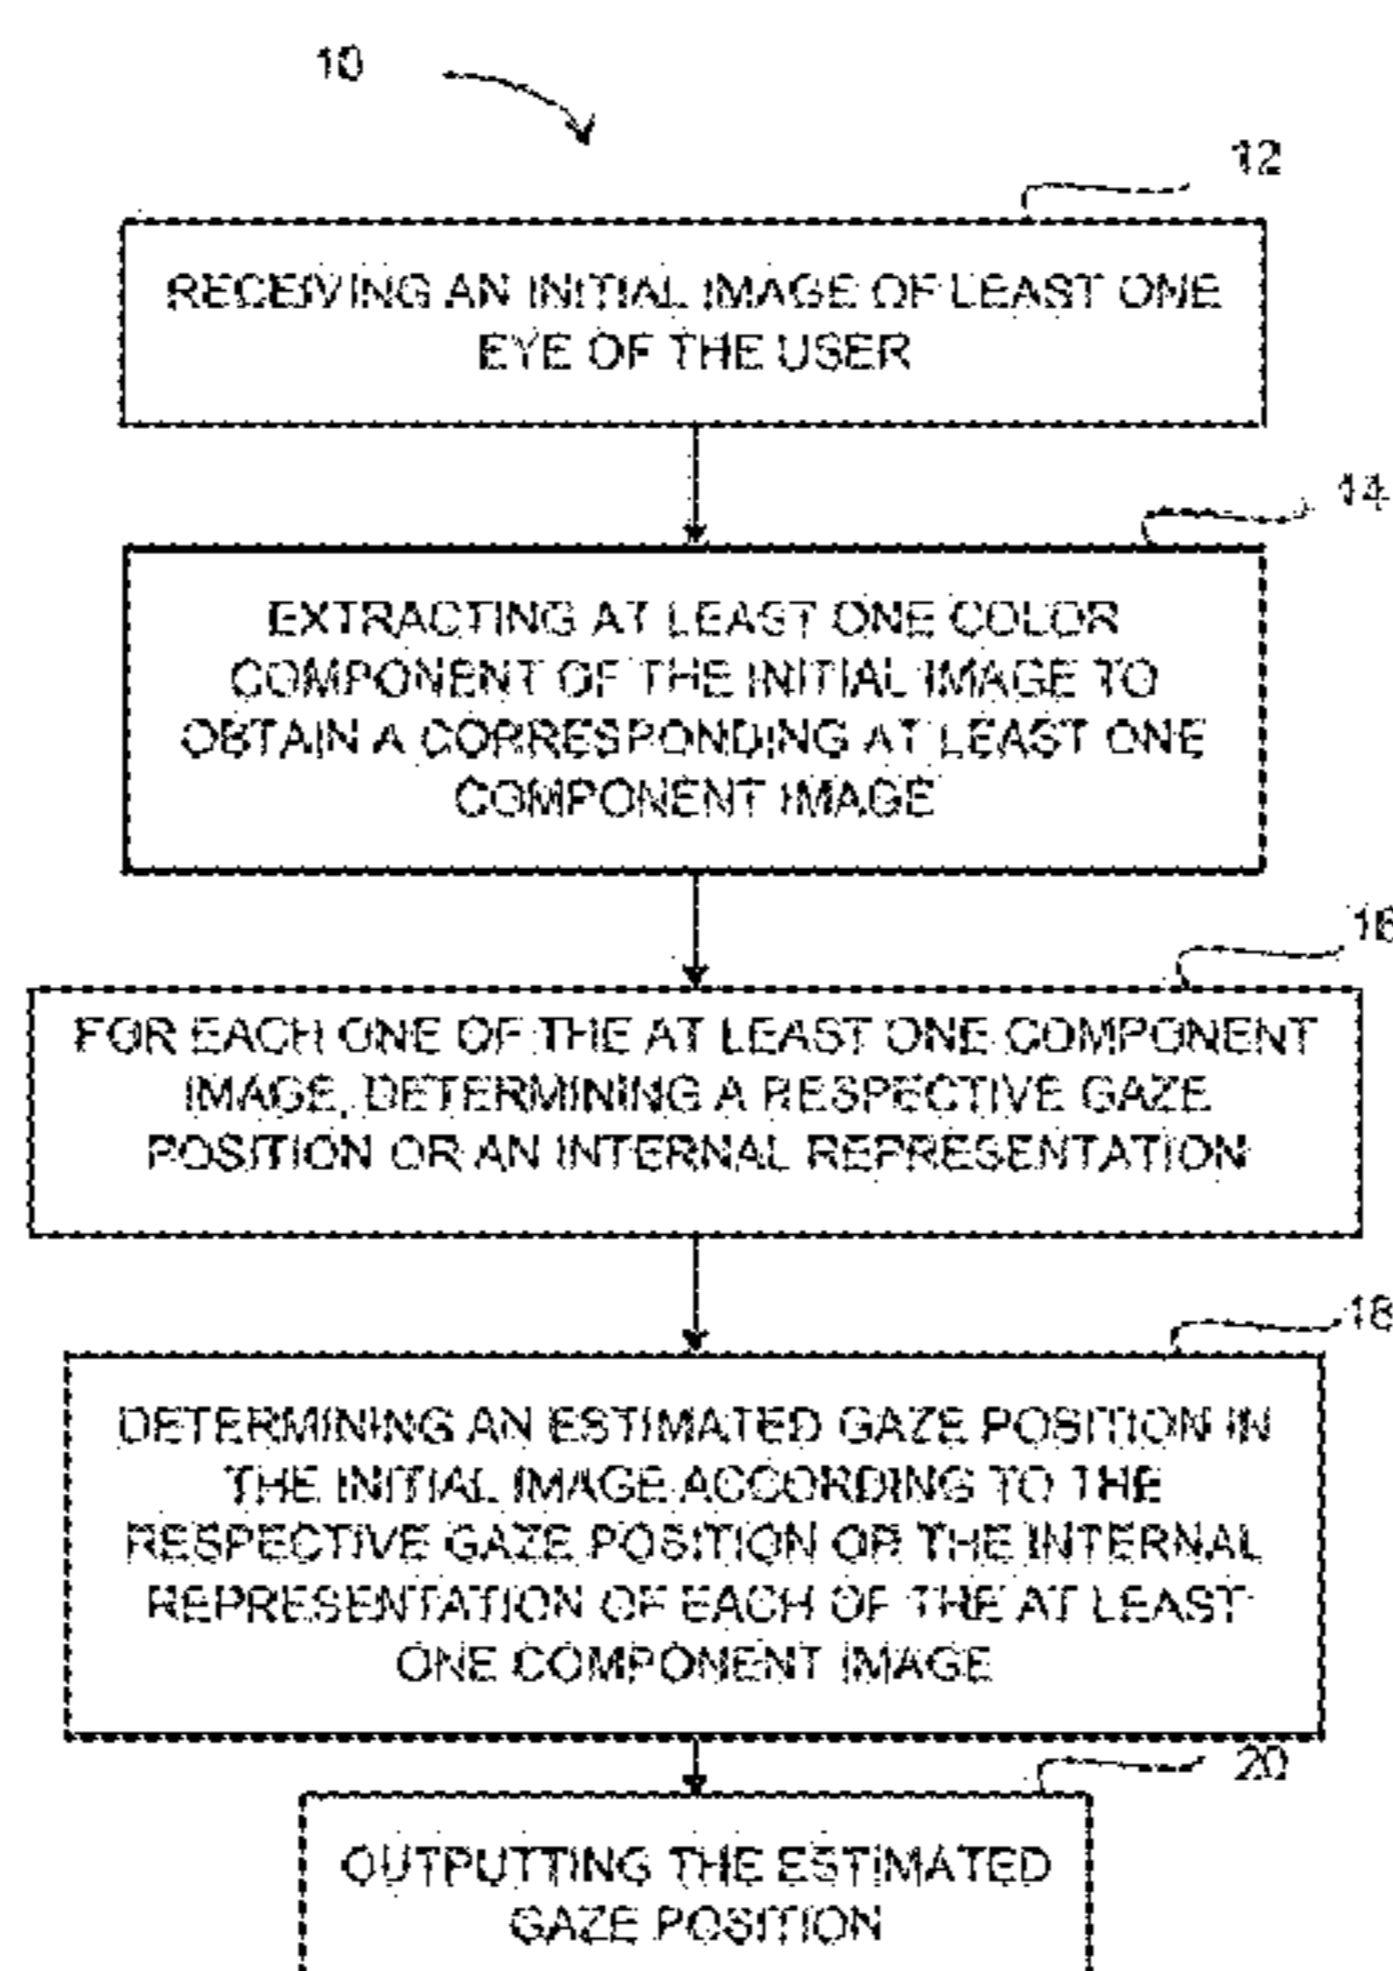 10
12
RECEIVING AN INITIAL IMAGE OF LEAST ONE
EYE OF THE USER
14
EXTRACTING AT LEAST ONE COLOR
COMPONENT OF THE INITIAL IMAGE TO
OBTAIN A CORRESPONDING AT LEAST ONE
COMPONENT IMAGE
16
FOR EACH ONE OF THE AT LEAST ONE COMPONENT
IMAGE, DETERMINING A RESPECTIVE GAZE
POSITION OR AN INTERNAL REPRESENTATION
18
DETERMINING AN ESTIMATED GAZE POSITION IN
THE INITIAL IMAGE ACCORDING TO THE
RESPECTIVE GAZE POSITION OR THE INTERNAL
REPRESENTATION OF EACH OF THE AT LEAST
ONE COMPONENT IMAGE
20
OUTPUTTING THE ESTIMATED
GAZE POSITION